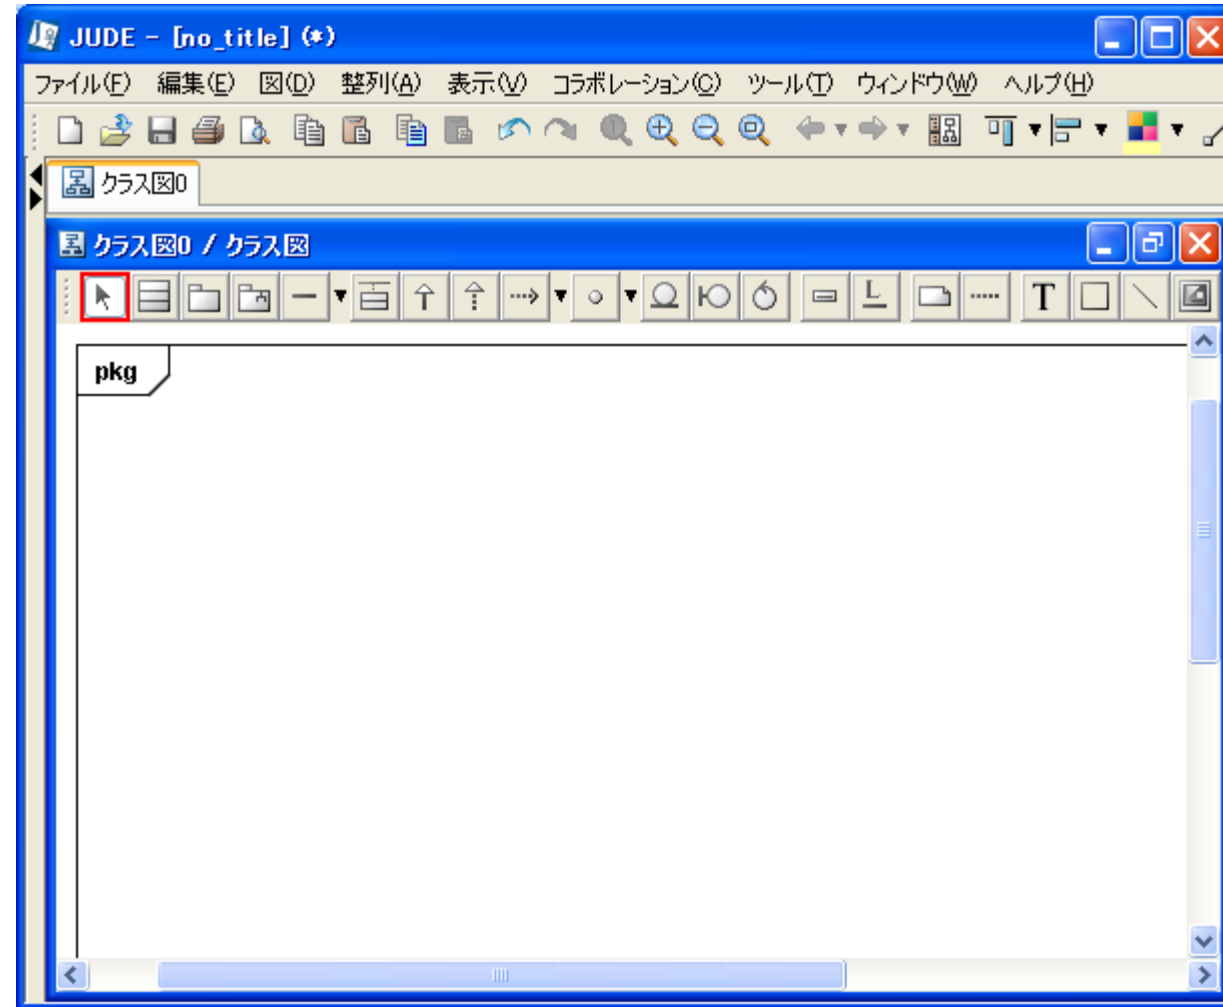 JUDE - [no_title] (*)
ファイル(F) 編集(E) 図(D) 整列(A) 表示(V) コラボレーション(C) ツール(T) ウィンドウ(W) ヘルプ(H)
クラス図0
クラス図0 / クラス図
L T
pkg